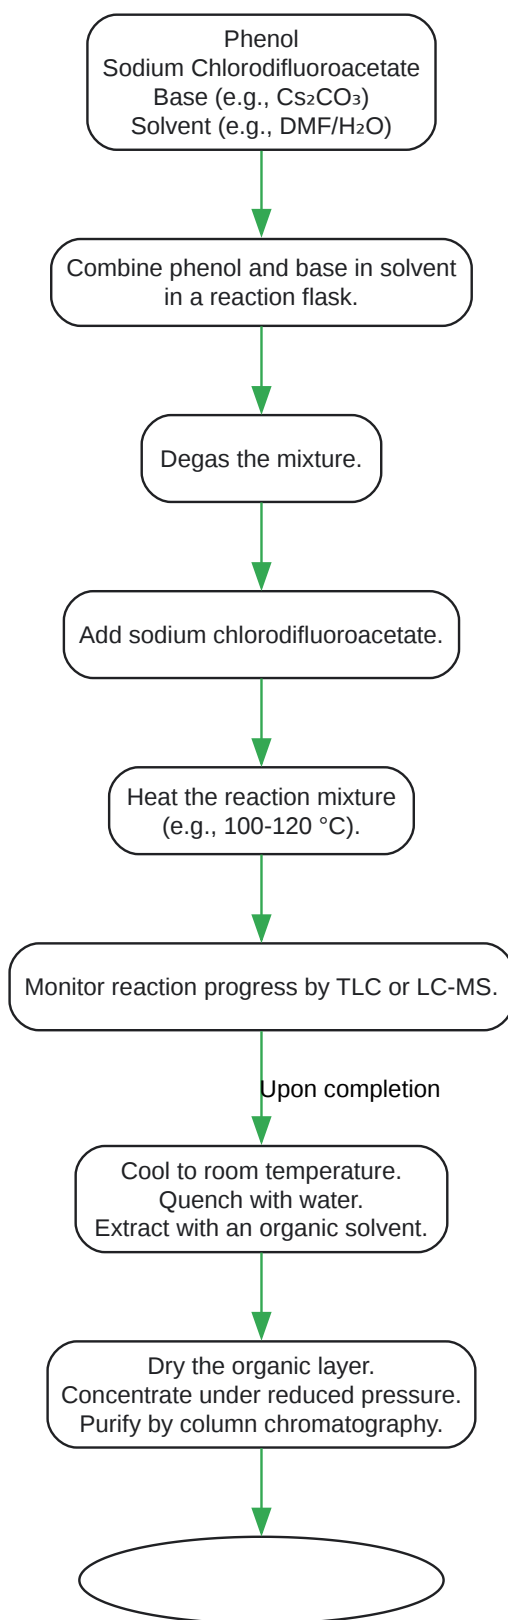 Phenol
Sodium Chlorodifluoroacetate
Base (e.g., Cs₂CO₃)
Solvent (e.g., DMF/H₂O)
Combine phenol and base in solvent
in a reaction flask.
Degas the mixture.
Add sodium chlorodifluoroacetate.
Heat the reaction mixture
(e.g., 100-120 °C).
Monitor reaction progress by TLC or LC-MS.
Upon completion
Cool to room temperature.
Quench with water.
Extract with an organic solvent.
Dry the organic layer.
Concentrate under reduced pressure.
Purify by column chromatography.